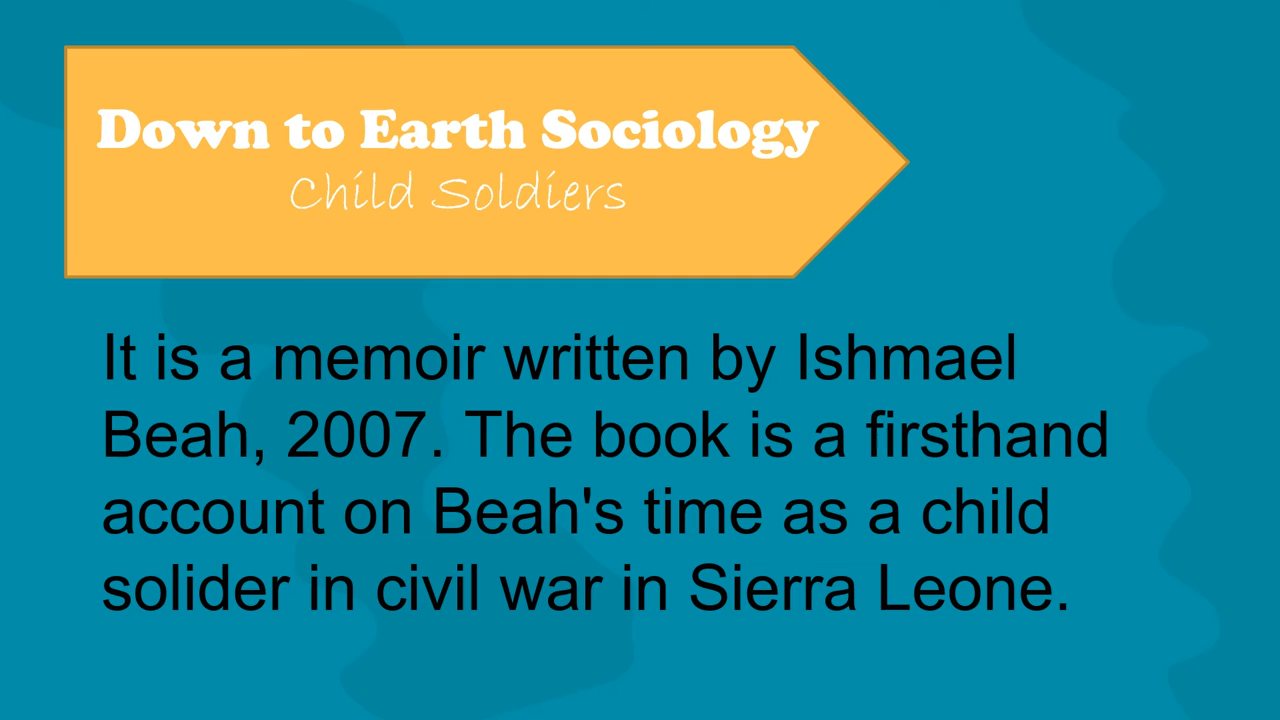 Down to Earth Sociology
Child Soldiers
It is a memoir written by Ishmael
Beah, 2007. The book is a firsthand
account on Beah's time as a child
solider in civil war in Sierra Leone.